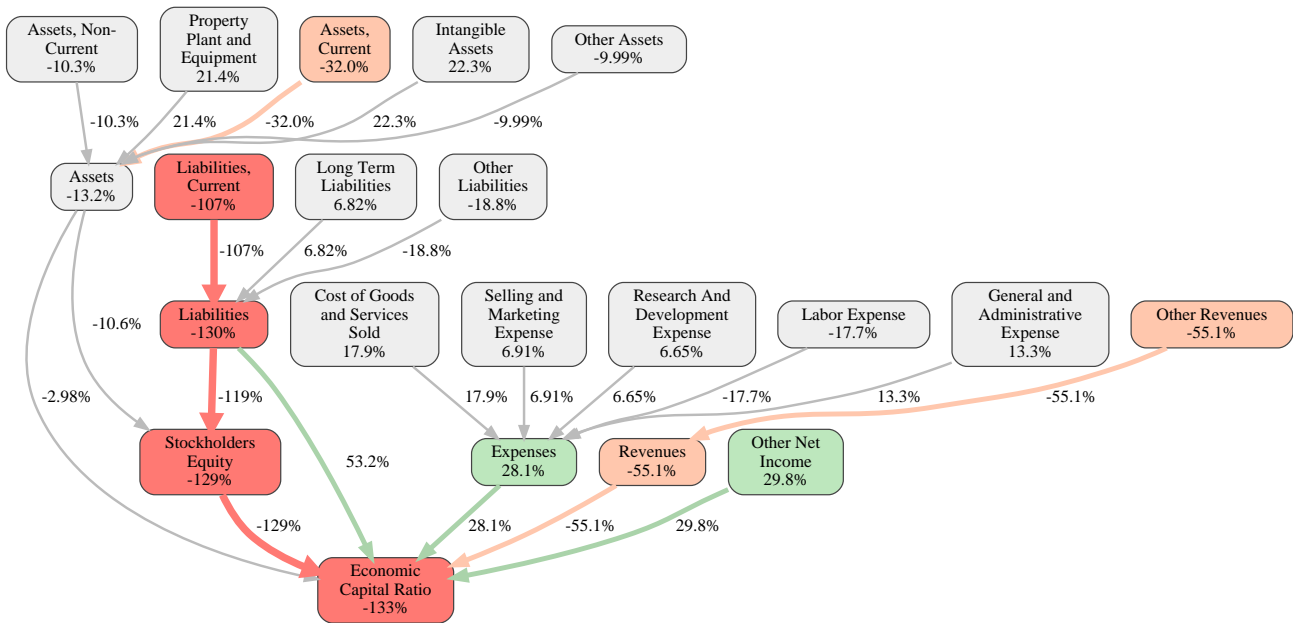 Assets, Non-
Current
-10.3%
Property
Plant and
Equipment
21.4%
Assets,
Current
-32.0%
Intangible
Assets
22.3%
Other Assets
-9.99%
-10.3%
21.4%
-32.0%
22.3%
-9.99%
Assets
-13.2%
Liabilities,
Current
-107%
Long Term
Liabilities
6.82%
Other
Liabilities
-18.8%
-107%
6.82%
-18.8%
Liabilities
-130%
Cost of Goods
and Services
Sold
17.9%
Selling and
Marketing
Expense
6.91%
Research And
Development
Expense
6.65%
Labor Expense
-17.7%
General and
Administrative
Expense
13.3%
Other Revenues
-55.1%
-10.6%
-2.98%
-119%
17.9%
6.91%
6.65%
-17.7%
13.3%
-55.1%
Stockholders
Equity
-129%
53.2%
Expenses
28.1%
Revenues
-55.1%
Other Net
Income
29.8%
-129%
28.1%
-55.1%
29.8%
Economic
Capital Ratio
-133%